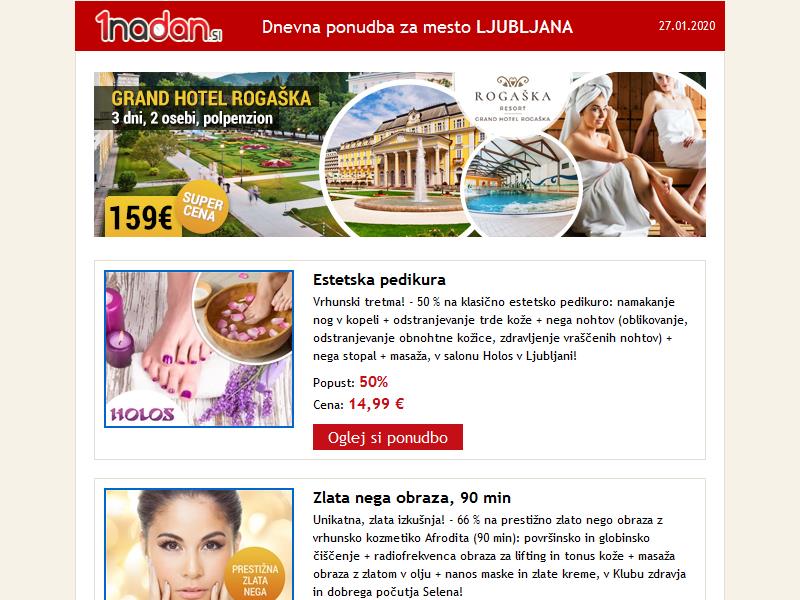 1nadan.si
Dnevna ponudba za mesto LJUBLJANA
27.01.2020
GRAND HOTEL ROGAŠKA
3 dni, 2 osebi, polpenzion
159€
SUPER
CENA
ROGAŠKA
RESORT
GRAND HOTEL ROGAŠKA
HOLOS
Estetska pedikura
Vrhunski tretma! - 50 % na klasično estetsko pedikuro: namakanje
nog v kopeli + odstranjevanje trde kože + nega nohtov (oblikovanje,
odstranjevanje obnohtne kožice, zdravljenje vraščenih nohtov) +
nega stopal + masaža, v salonu Holos v Ljubljani!
Popust: 50%
Cena: 14,99 €
Oglej si ponudbo
PRESTIŽNA
ZLATA
NEGA
Zlata nega obraza, 90 min
Unikatna, zlata izkušnja! - 66 % na prestižno zlato nego obraza z
vrhunsko kozmetiko Afrodita (90 min): površinsko in globinsko
čiščenje + radiofrekvenca obraza za lifting in tonus kože + masaža
obraza z zlatom v olju + nanos maske in zlate kreme, v Klubu zdravja
in dobrega počutja Selena!